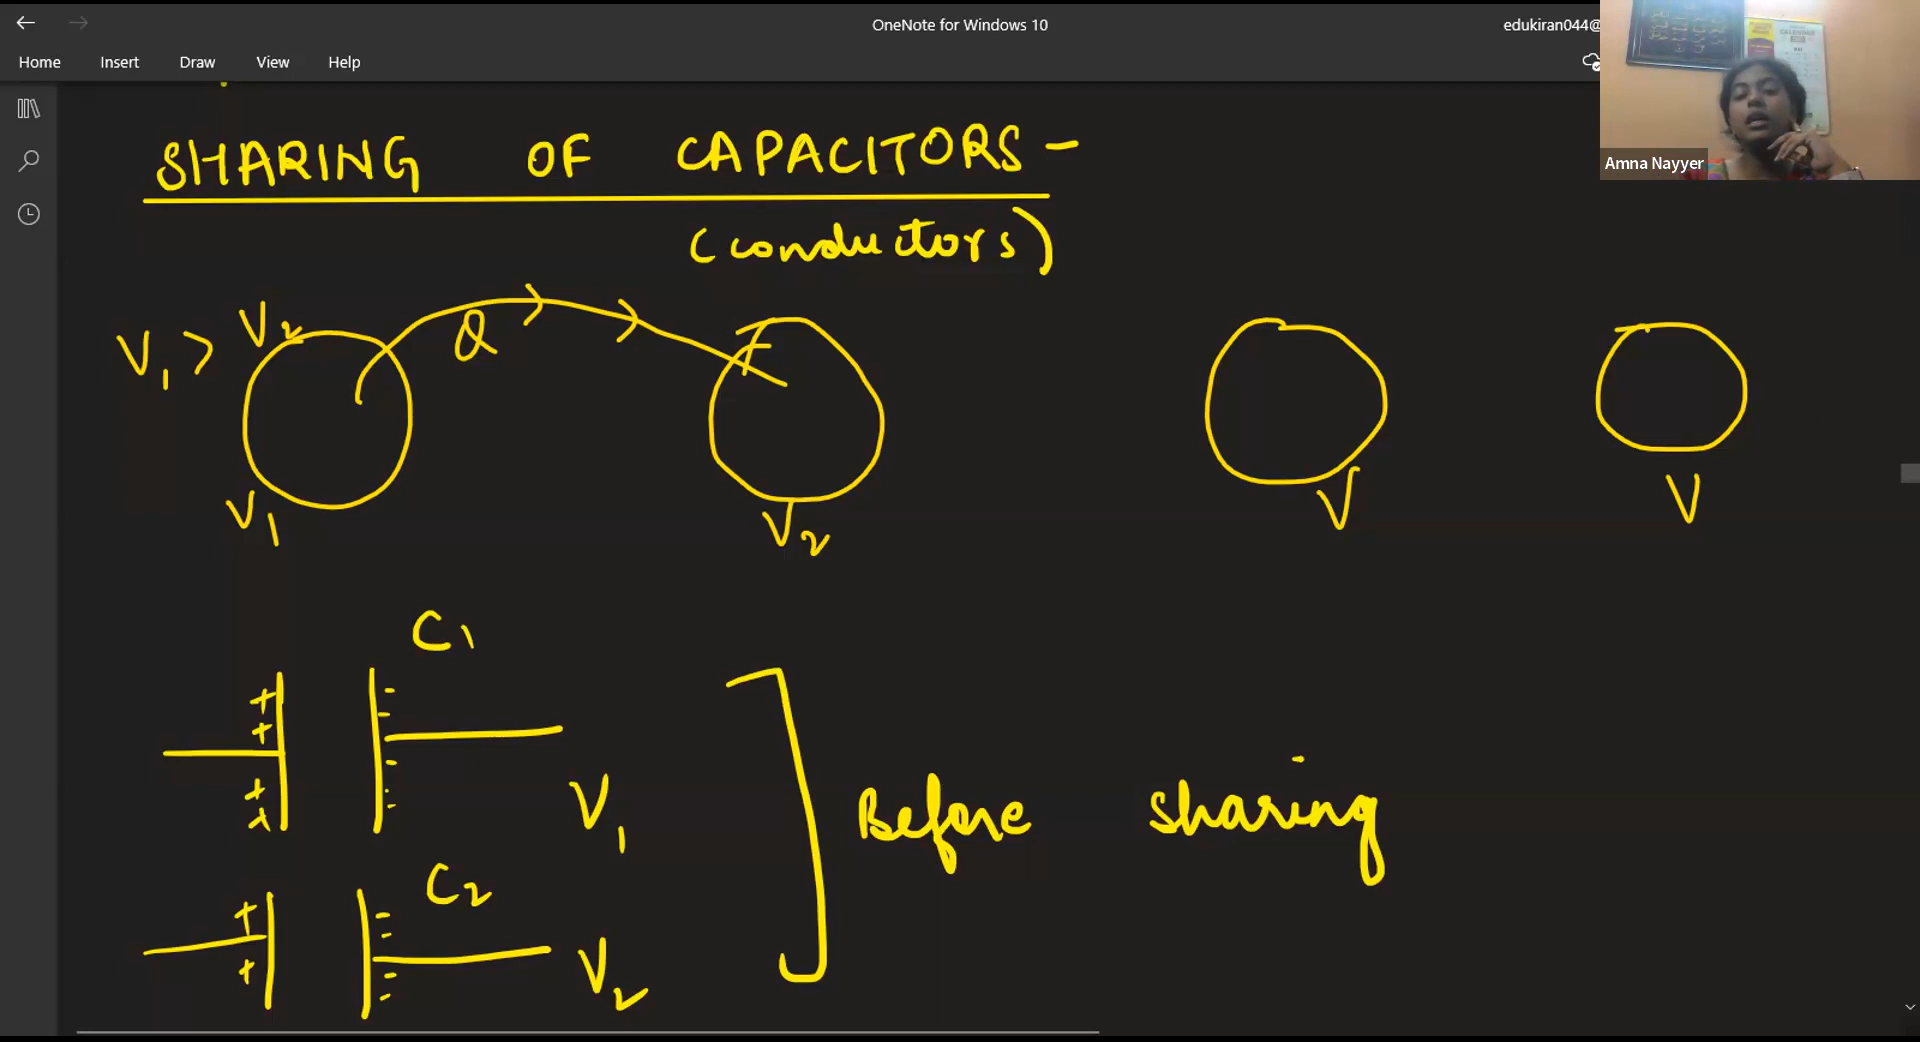 OneNote for Windows 10
edukiran044@
Home Insert Draw View Help
Amna Nayyer
SHARING OF CAPACITORS -
(conductors)
V1 > V2
Q
V1
V2
V
V
C1
+
+
+
+
V1
Before sharing
C2
+
+
V2